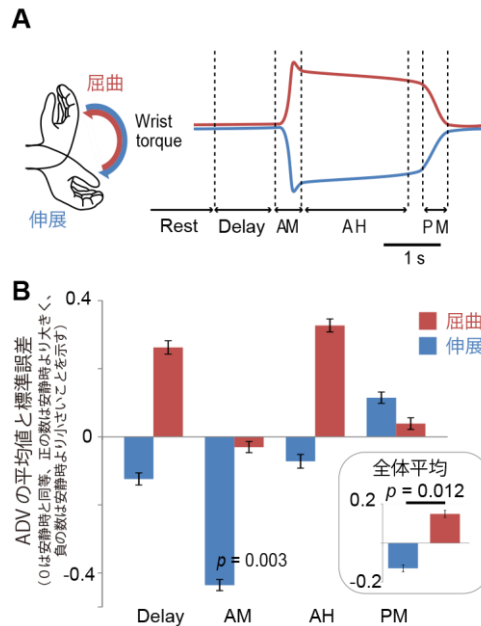 A
屈曲
伸展
Wrist
torque
Rest
Delay
AM
AH
PM
1 s
B
ADV の平均値と標準誤差
(0は安静時と同等、正の数は安静時より大きく、
負の数は安静時より小さいことを示す)
0.4
0
-0.4
屈曲
伸展
p = 0.003
全体平均
p = 0.012
0.2
-0.2
Delay
AM
AH
PM